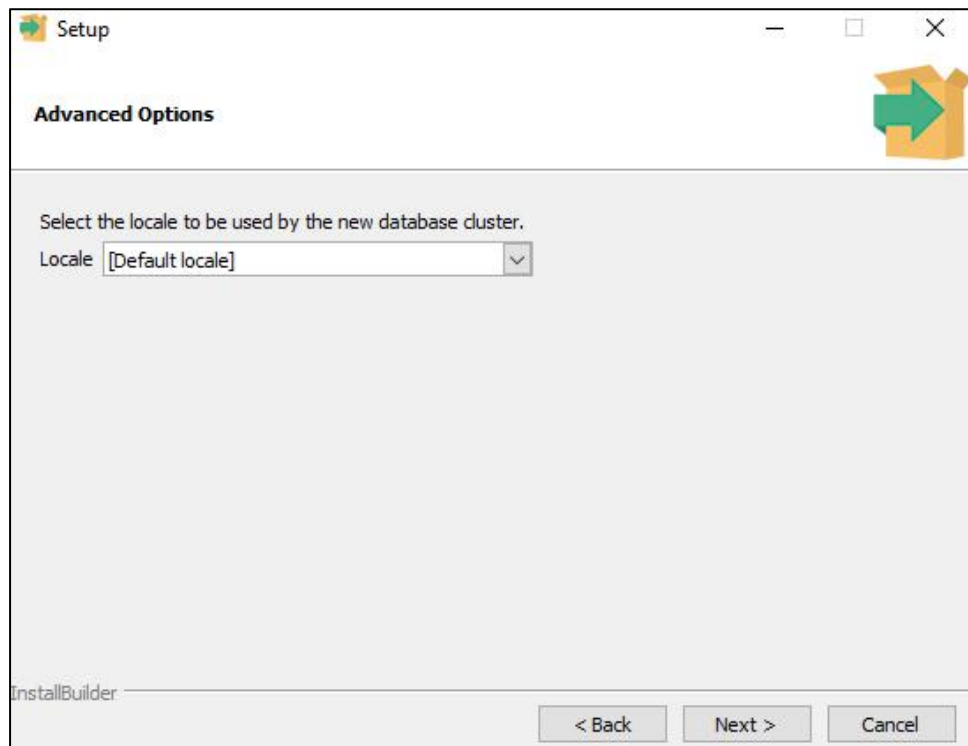 Setup
Advanced Options
Select the locale to be used by the new database cluster.
Locale [Default locale]
InstallBuilder
< Back Next > Cancel